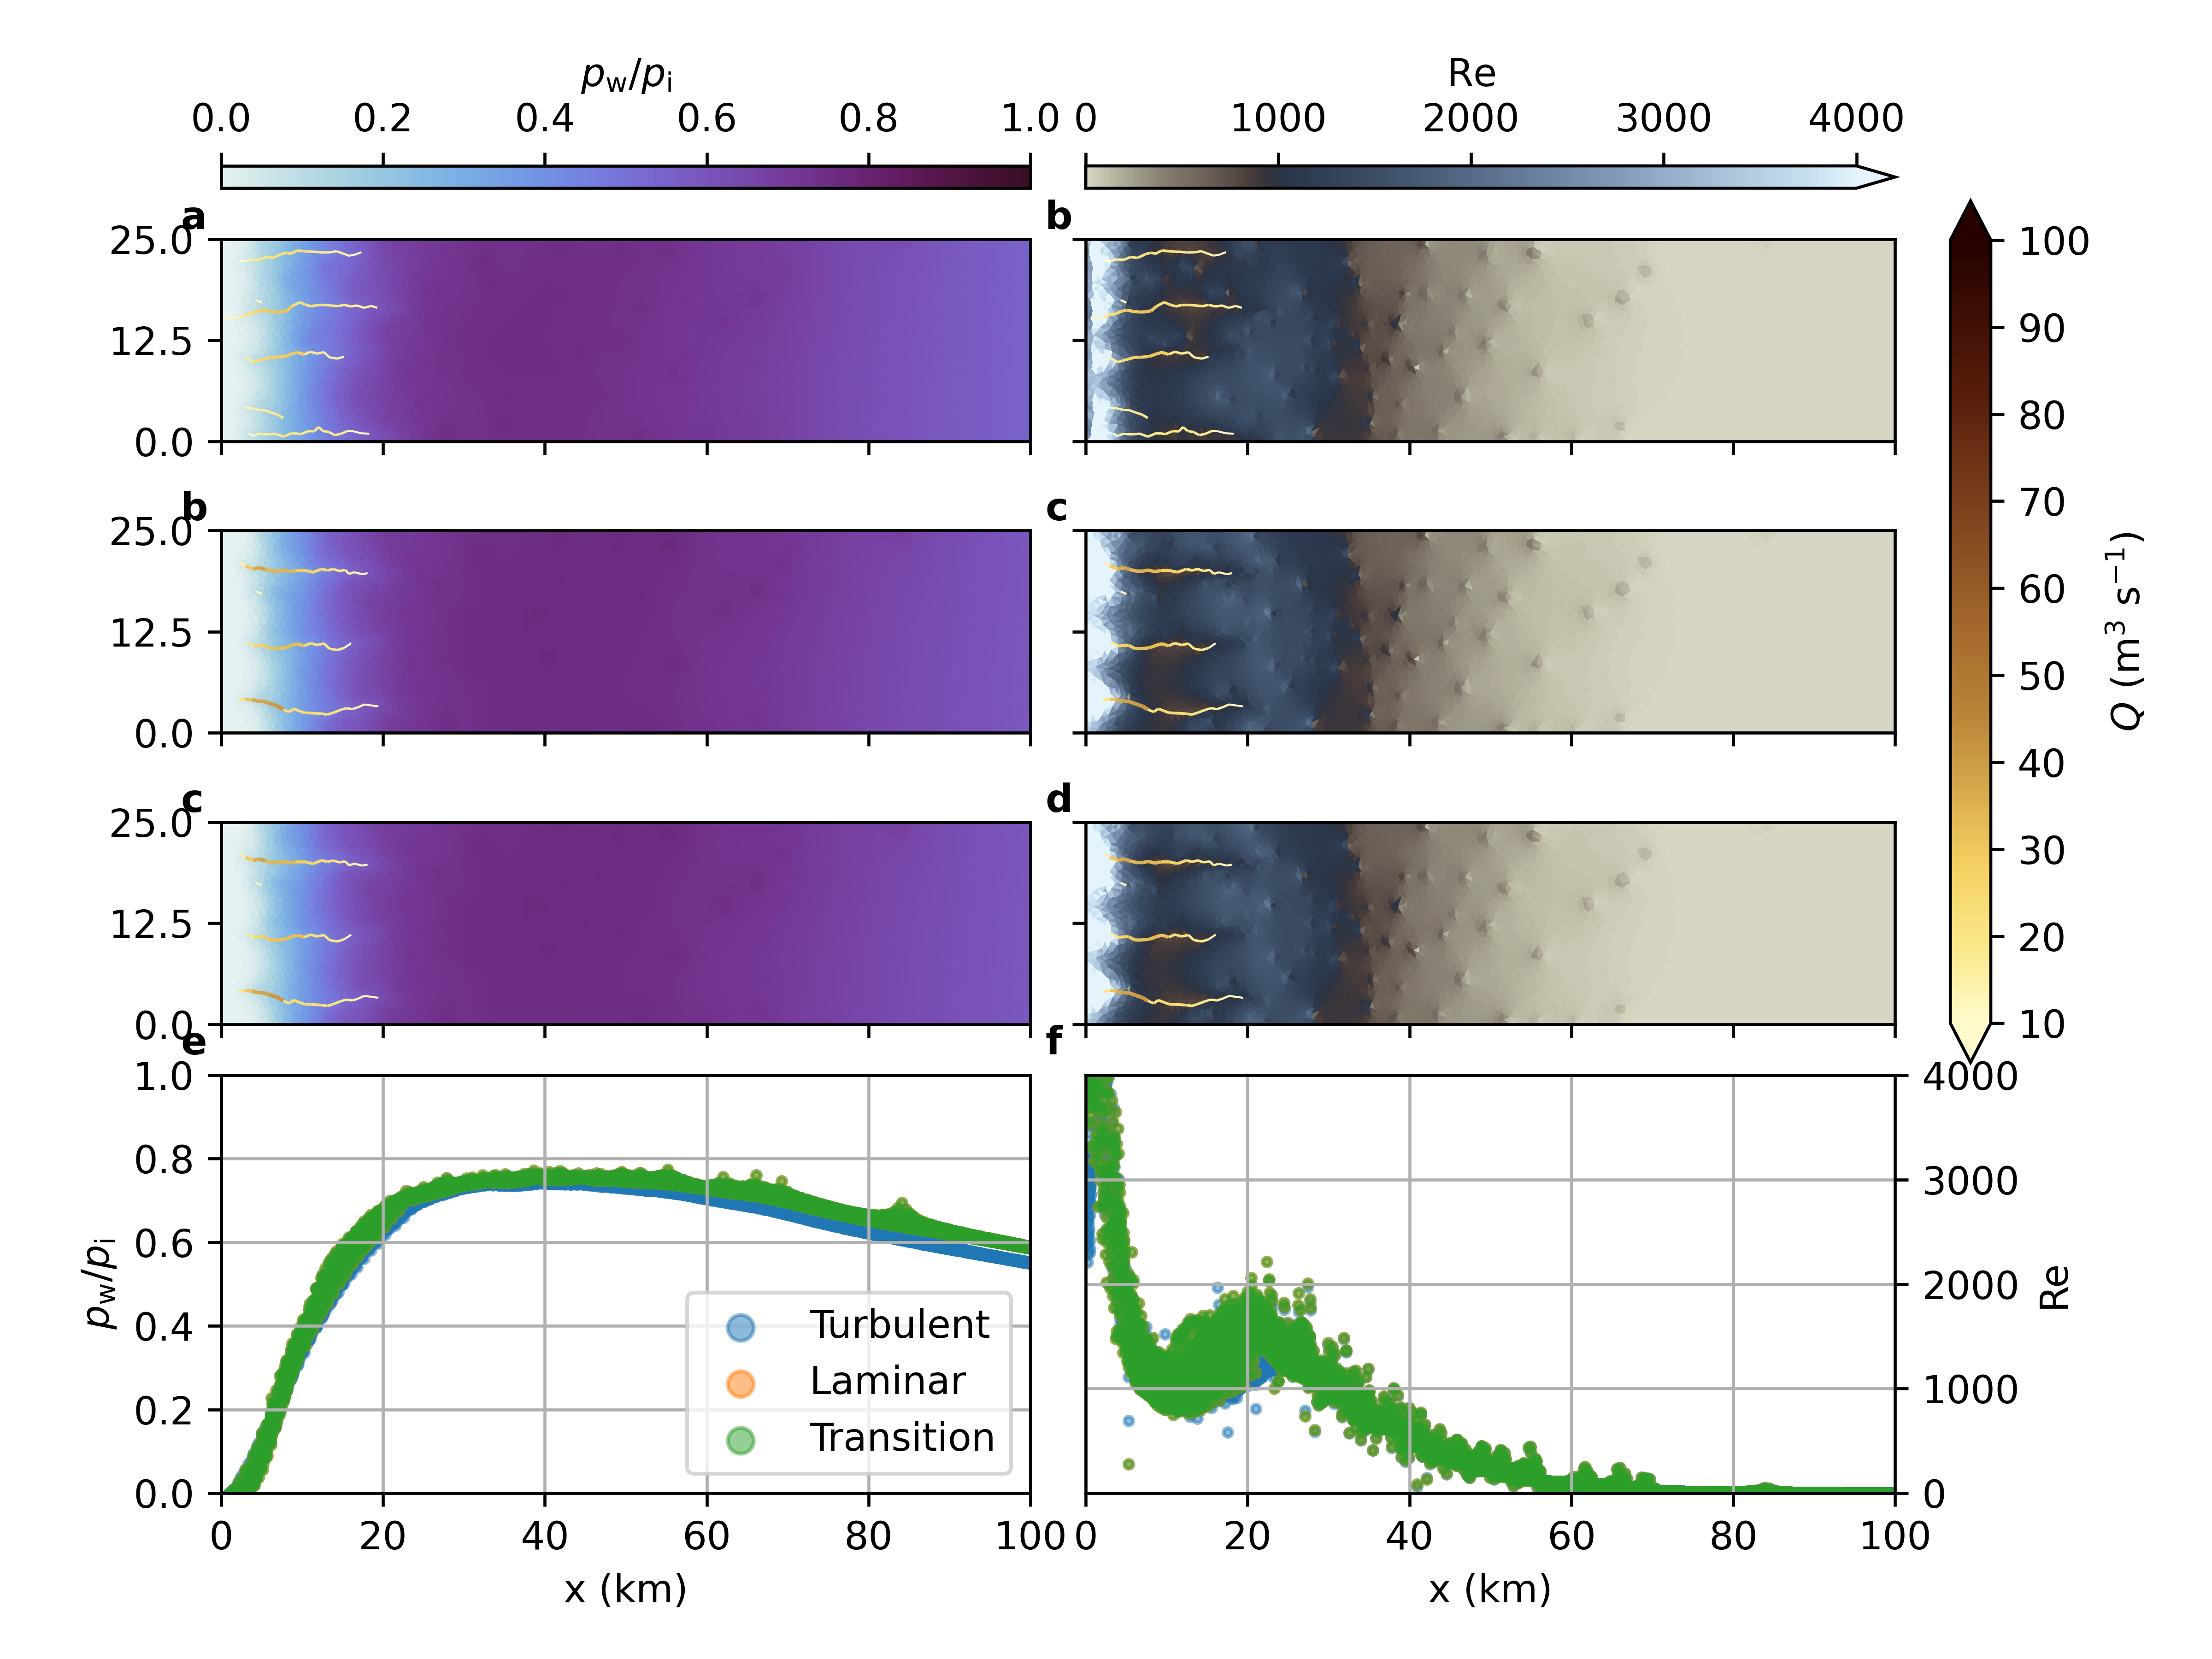 p_w/p_i
0.0 0.2 0.4 0.6 0.8 1.0
Re
0 1000 2000 3000 4000
a
25.0
12.5
0.0
b
b
25.0
12.5
0.0
c
c
25.0
12.5
0.0
d
100
90
80
70
60
50
40
30
20
10
Q (m³ s⁻¹)
e
1.0
0.8
0.6
0.4
0.2
0.0
p_w/p_i
Turbulent
Laminar
Transition
0 20 40 60 80 100
x (km)
f
4000
3000
2000
1000
0
Re
0 20 40 60 80 100
x (km)